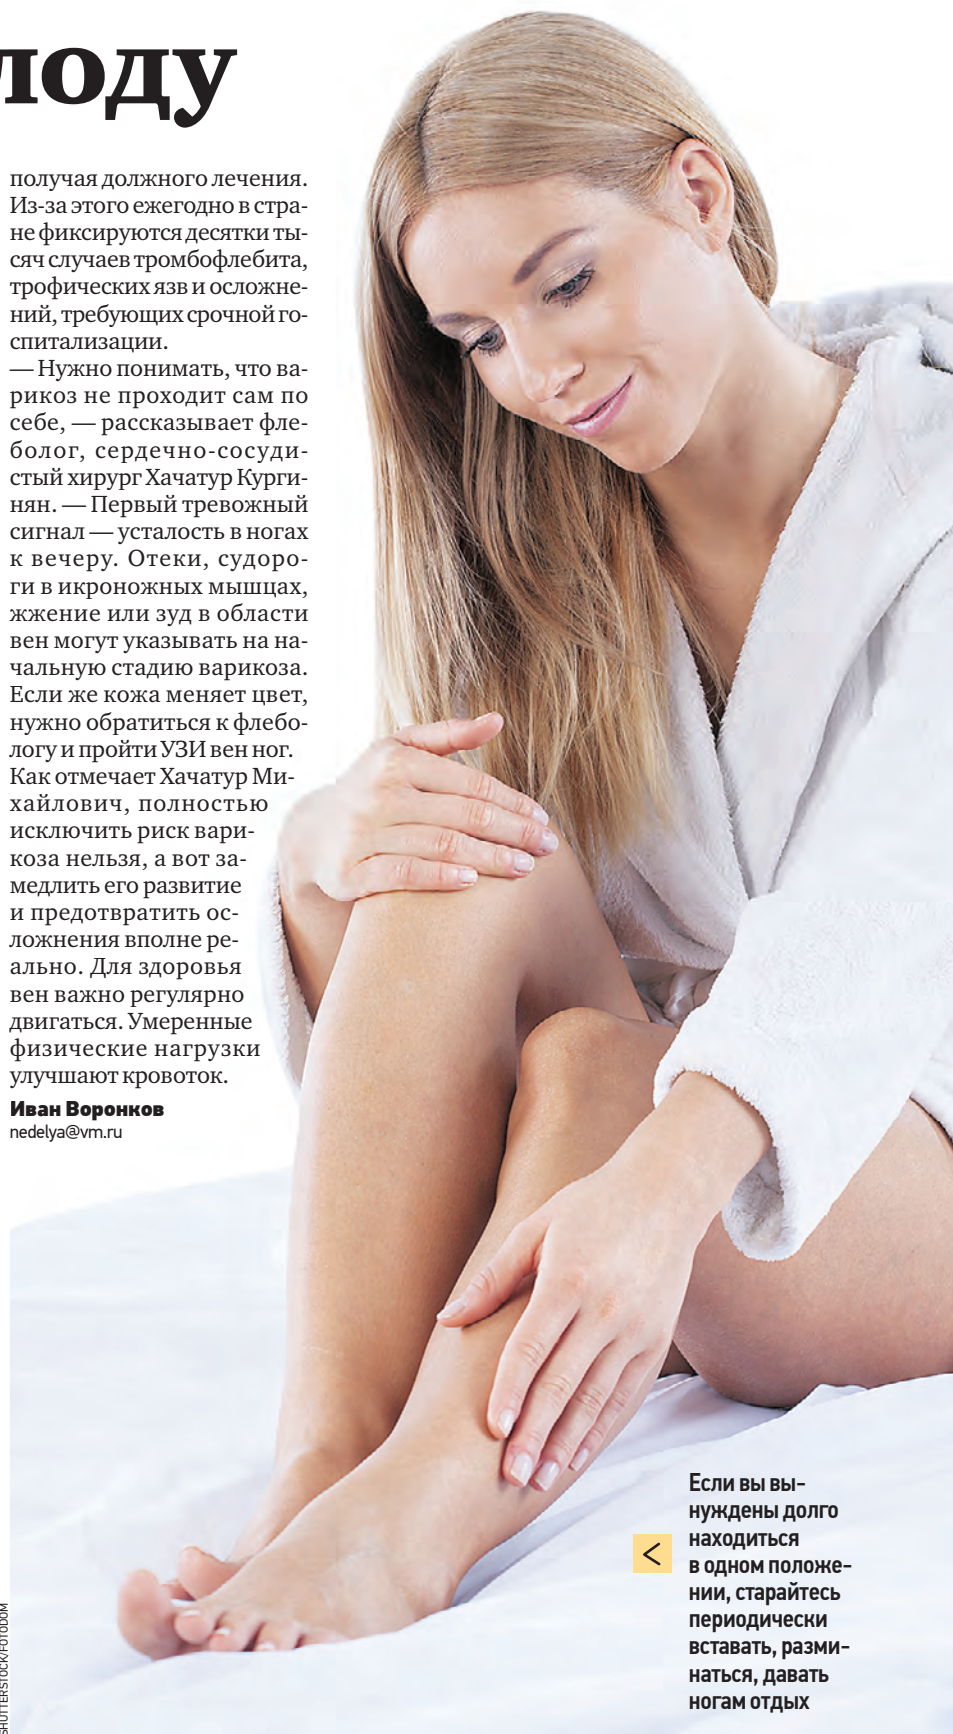 лоду
получая должного лечения.
Из-за этого ежегодно в стра-
не фиксируются десятки ты-
сяч случаев тромбофлебита,
трофических язв и осложне-
ний, требующих срочной го-
спитализации.
— Нужно понимать, что ва-
рикоз не проходит сам по
себе, — рассказывает фле-
болог, сердечно-сосуди-
стый хирург Хачатур Курги-
нян. — Первый тревожный
сигнал — усталость в ногах
к вечеру. Отеки, судоро-
ги в икроножных мышцах,
жжение или зуд в области
вен могут указывать на на-
чальную стадию варикоза.
Если же кожа меняет цвет,
нужно обратиться к флебо-
логу и пройти УЗИ вен ног.
Как отмечает Хачатур Ми-
хайлович, полностью
исключить риск вари-
коза нельзя, а вот за-
медлить его развитие
и предотвратить ос-
ложнения вполне ре-
ально. Для здоровья
вен важно регулярно
двигаться. Умеренные
физические нагрузки
улучшают кровоток.
Иван Воронков
nedelya@vm.ru
Если вы вы-
нуждены долго
находиться
в одном положе-
нии, старайтесь
периодически
вставать, разми-
наться, давать
ногам отдых
SHUTTERSTOCK/FOTODOM